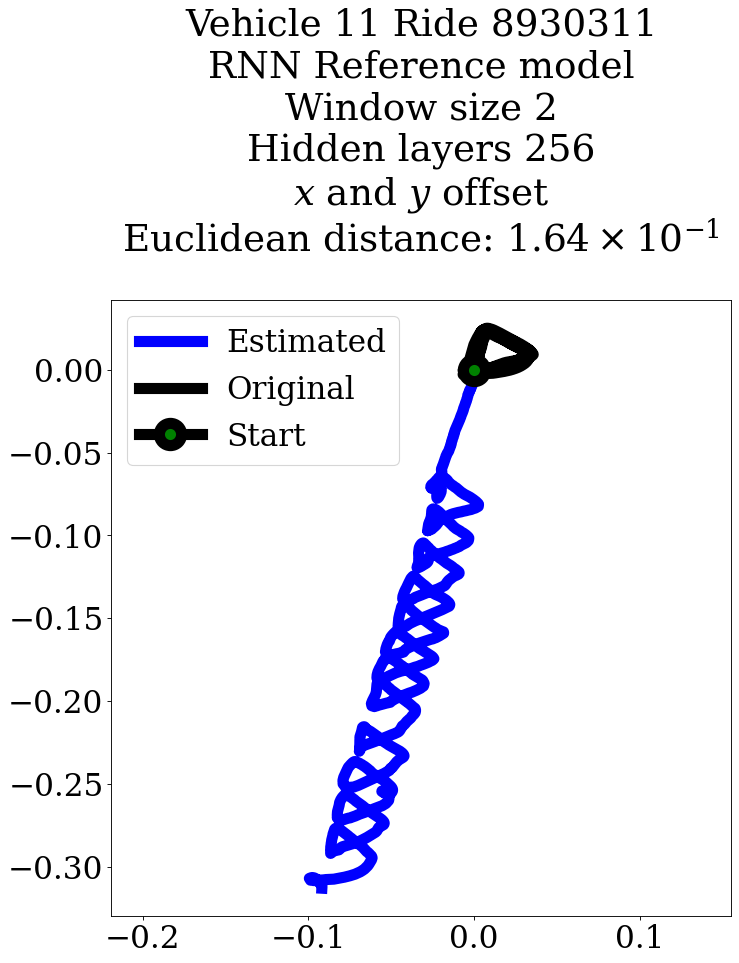 Vehicle 11 Ride 8930311
RNN Reference model
Window size 2
Hidden layers 256
x and y offset
Euclidean distance: 1.64 × 10⁻¹
Estimated
Original
Start
0.00
−0.05
−0.10
−0.15
−0.20
−0.25
−0.30
−0.2 −0.1 0.0 0.1